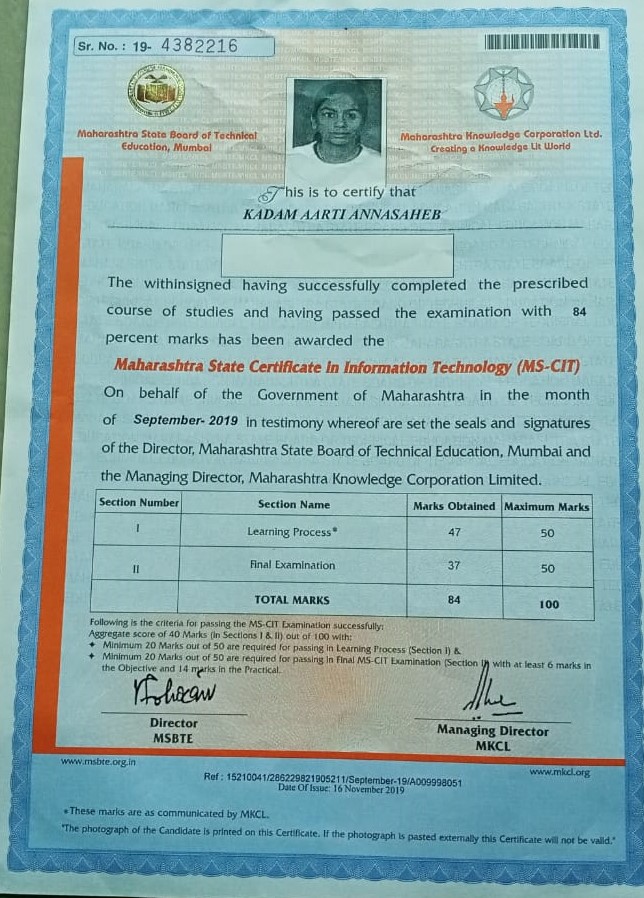 Sr. No. : 19- 4382216
Maharashtra State Board of Technical
Education, Mumbai
Maharashtra Knowledge Corporation Ltd.
Creating a Knowledge Lit World
This is to certify that
KADAM AARTI ANNASAHEB
The withinsigned having successfully completed the prescribed
course of studies and having passed the examination with 84
percent marks has been awarded the
Maharashtra State Certificate in Information Technology (MS-CIT)
On behalf of the Government of Maharashtra in the month
of September- 2019 in testimony whereof are set the seals and signatures
of the Director, Maharashtra State Board of Technical Education, Mumbai and
the Managing Director, Maharashtra Knowledge Corporation Limited.
Section Number Section Name Marks Obtained Maximum Marks
I Learning Process* 47 50
II Final Examination 37 50
TOTAL MARKS 84 100
Following is the criteria for passing the MS-CIT Examination successfully:
Aggregate score of 40 Marks (in Sections I & II) out of 100 with:
✦ Minimum 20 Marks out of 50 are required for passing in Learning Process (Section I) &
✦ Minimum 20 Marks out of 50 are required for passing in Final MS-CIT Examination (Section II) with at least 6 marks in
the Objective and 14 marks in the Practical.
Director
MSBTE
Managing Director
MKCL
www.msbte.org.in
www.mkcl.org
Ref : 15210041/286229821905211/September-19/A009998051
Date Of Issue: 16 November 2019
*These marks are as communicated by MKCL.
"The photograph of the Candidate is printed on this Certificate. If the photograph is pasted externally this Certificate will not be valid."